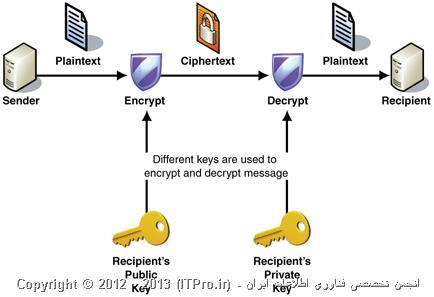 Plaintext
Ciphertext
Plaintext
Sender
Encrypt
Decrypt
Recipient
Different keys are used to
encrypt and decrypt message
Recipient's
Public
Key
Recipient's
Private
Key
Copyright © 2012 - 2013 (ITPro.ir) - انجمن تخصصی فناوری اطلاعات ایران